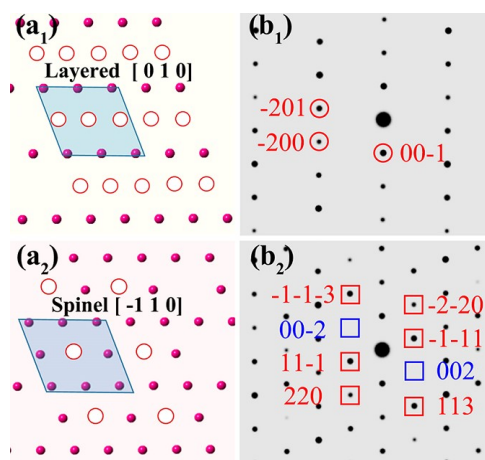 (a1)
Layered [ 0 1 0]
(b1)
-201
-200
00-1
(a2)
Spinel [ -1 1 0]
(b2)
-1-1-3
-2-20
00-2
-1-11
11-1
002
220
113